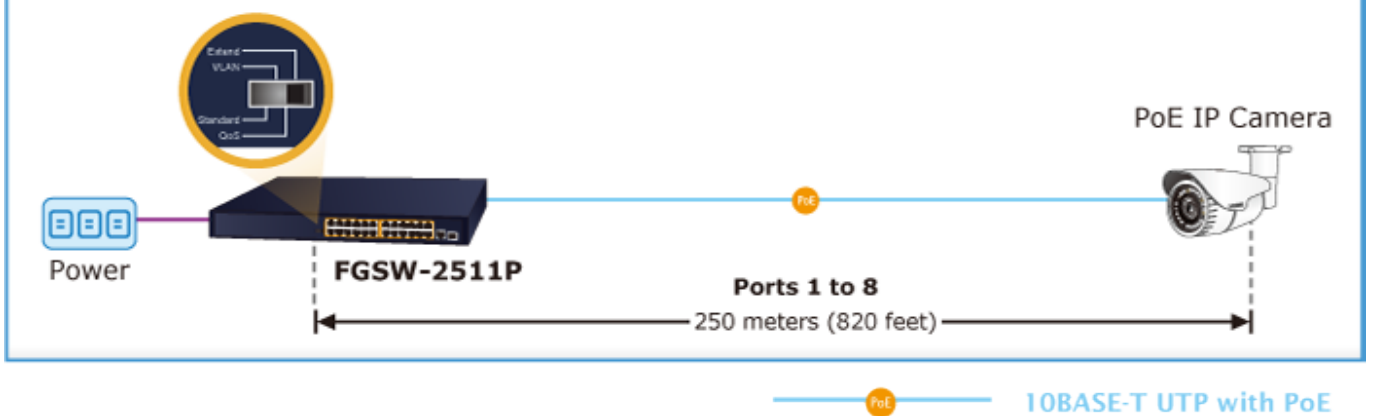 Extend
VLAN
Standard
QoS
PoE IP Camera
PoE
Power
FGSW-2511P
Ports 1 to 8
250 meters (820 feet)
PoE
10BASE-T UTP with PoE